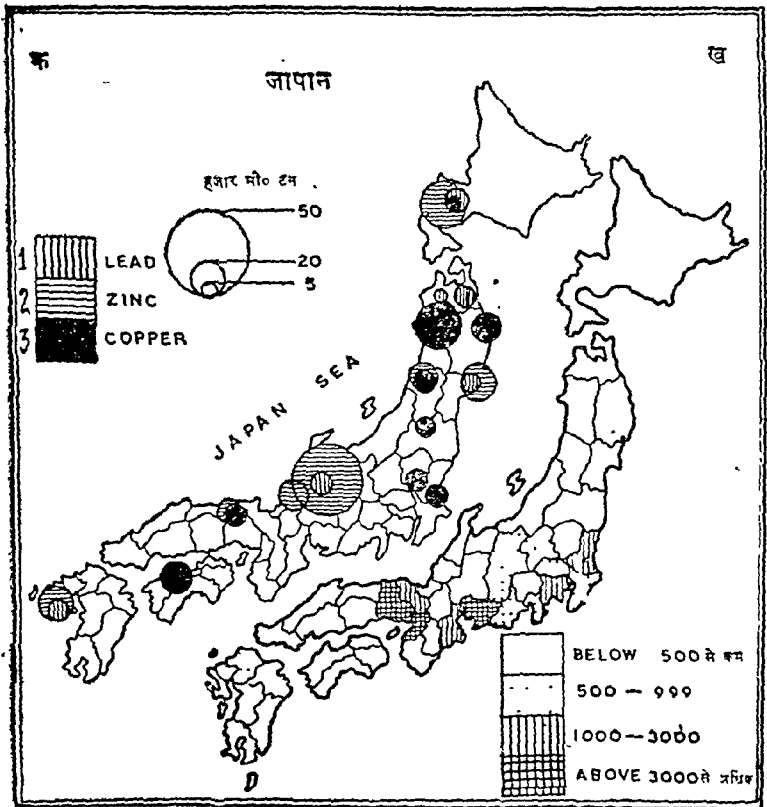 क
ख
जापान
हजार मी० टन
50
20
5
1 LEAD
2 ZINC
3 COPPER
JAPAN SEA
BELOW 500 से कम
500 — 999
1000 — 3000
ABOVE 3000 से अधिक